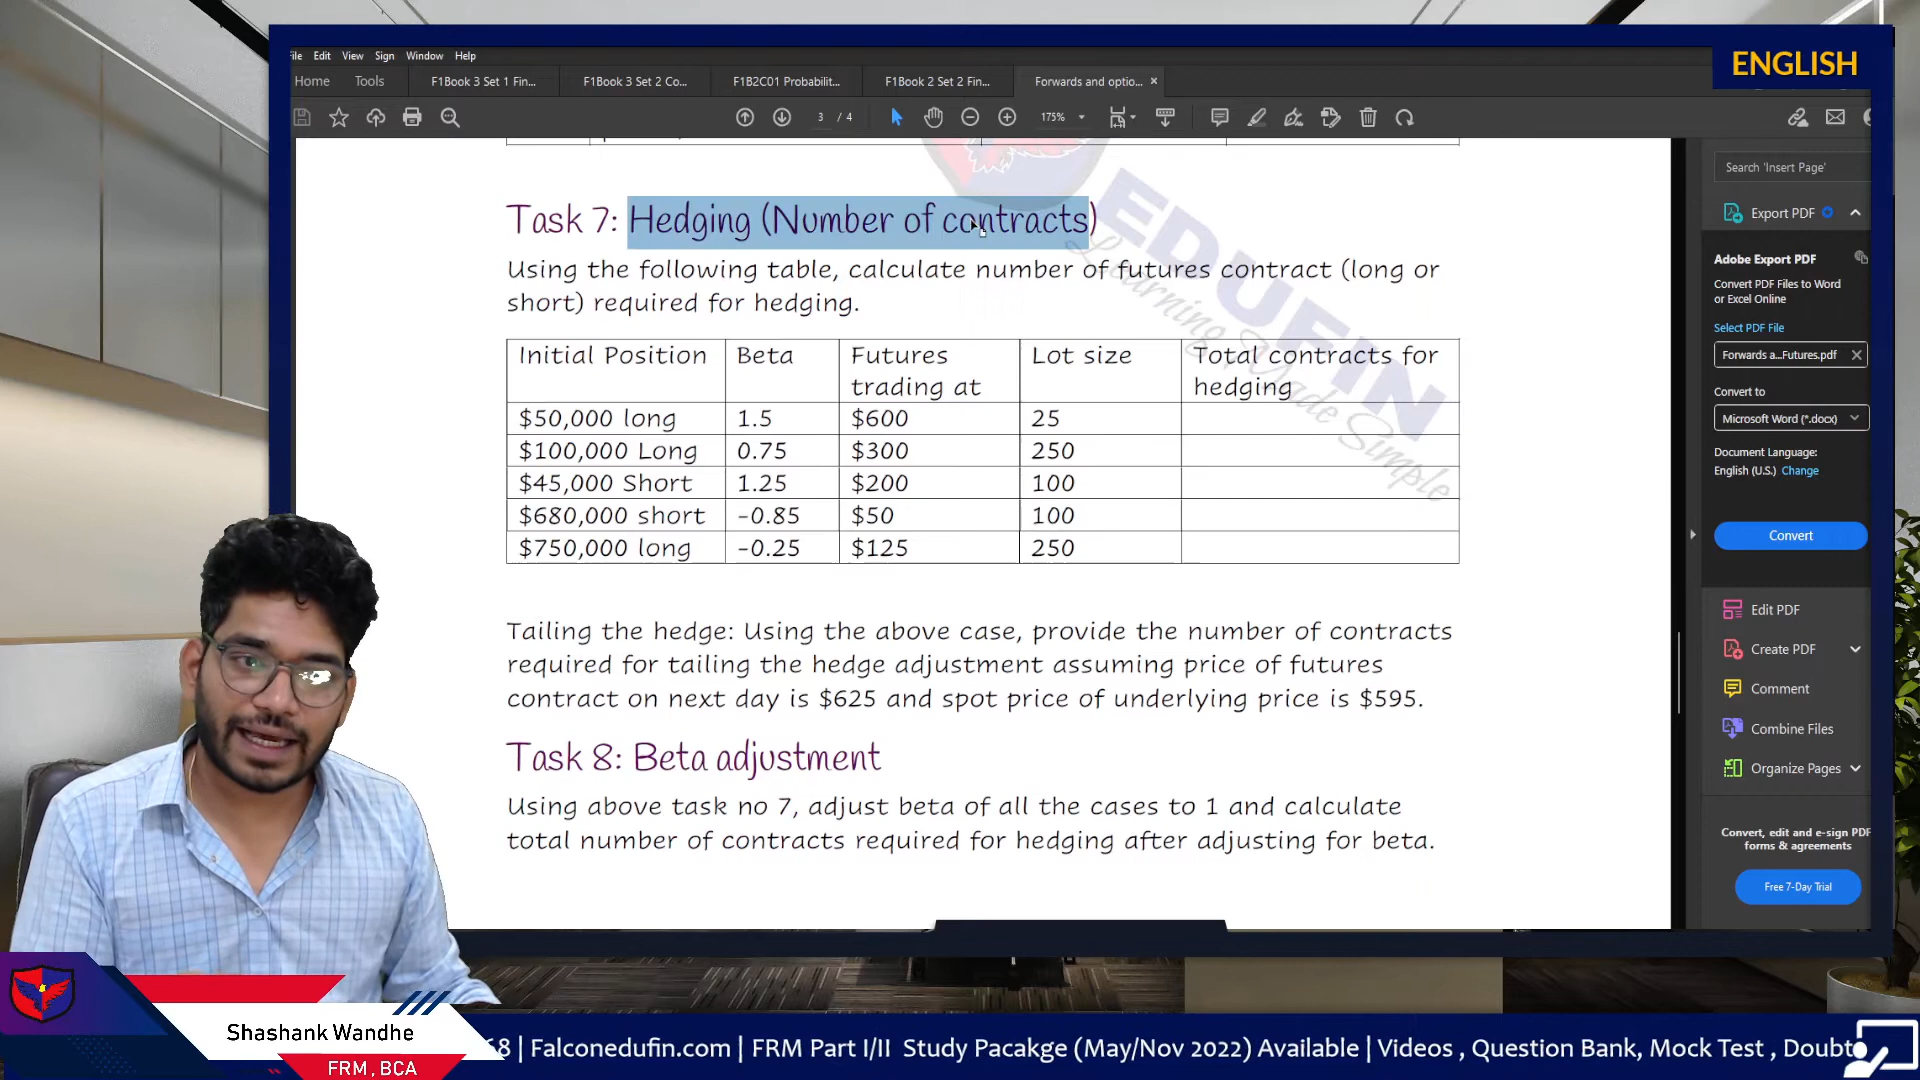 ENGLISH
File Edit View Sign Window Help
Home Tools F1Book 3 Set 1 Fin... F1Book 3 Set 2 Co... F1B2C01 Probabilit... F1Book 2 Set 2 Fin... Forwards and optio... ×
3 / 4 175%
Search 'Insert Page'
Export PDF
Adobe Export PDF
Convert PDF Files to Word
or Excel Online
Select PDF File
Forwards a...Futures.pdf
Convert to
Microsoft Word (*.docx)
Document Language:
English (U.S.) Change
Convert
Edit PDF
Create PDF
Comment
Combine Files
Organize Pages
Convert, edit and e-sign PDF
forms & agreements
Free 7-Day Trial
EDUFIN
Learning Made Simple
Task 7: Hedging (Number of contracts)
Using the following table, calculate number of futures contract (long or
short) required for hedging.
Initial Position Beta Futures trading at Lot size Total contracts for hedging
$50,000 long 1.5 $600 25
$100,000 Long 0.75 $300 250
$45,000 Short 1.25 $200 100
$680,000 short -0.85 $50 100
$750,000 long -0.25 $125 250
Tailing the hedge: Using the above case, provide the number of contracts
required for tailing the hedge adjustment assuming price of futures
contract on next day is $625 and spot price of underlying price is $595.
Task 8: Beta adjustment
Using above task no 7, adjust beta of all the cases to 1 and calculate
total number of contracts required for hedging after adjusting for beta.
Shashank Wandhe
FRM, BCA
68 | Falconedufin.com | FRM Part I/II Study Pacakge (May/Nov 2022) Available | Videos , Question Bank, Mock Test , Doubt